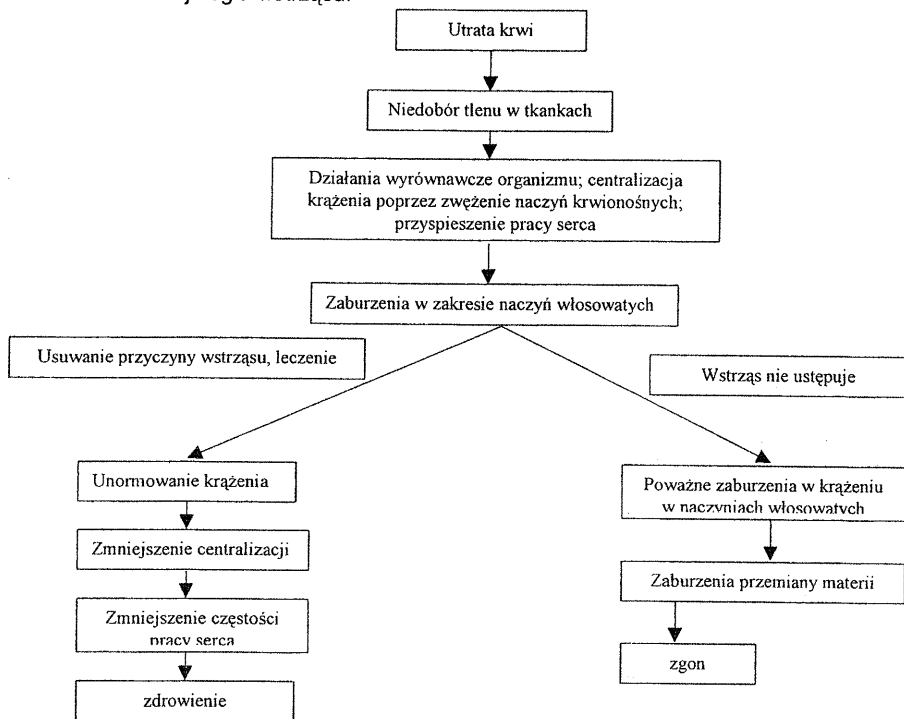 wstrząsu.
Utrata krwi
Niedobór tlenu w tkankach
Działania wyrównawcze organizmu; centralizacja
krążenia poprzez zwężenie naczyń krwionośnych;
przyspieszenie pracy serca
Zaburzenia w zakresie naczyń włosowatych
Usuwanie przyczyny wstrząsu, leczenie
Wstrząs nie ustępuje
Unormowanie krążenia
Zmniejszenie centralizacji
Zmniejszenie częstości
pracy serca
zdrowienie
Poważne zaburzenia w krążeniu
w naczyniach włosowatych
Zaburzenia przemiany materii
zgon